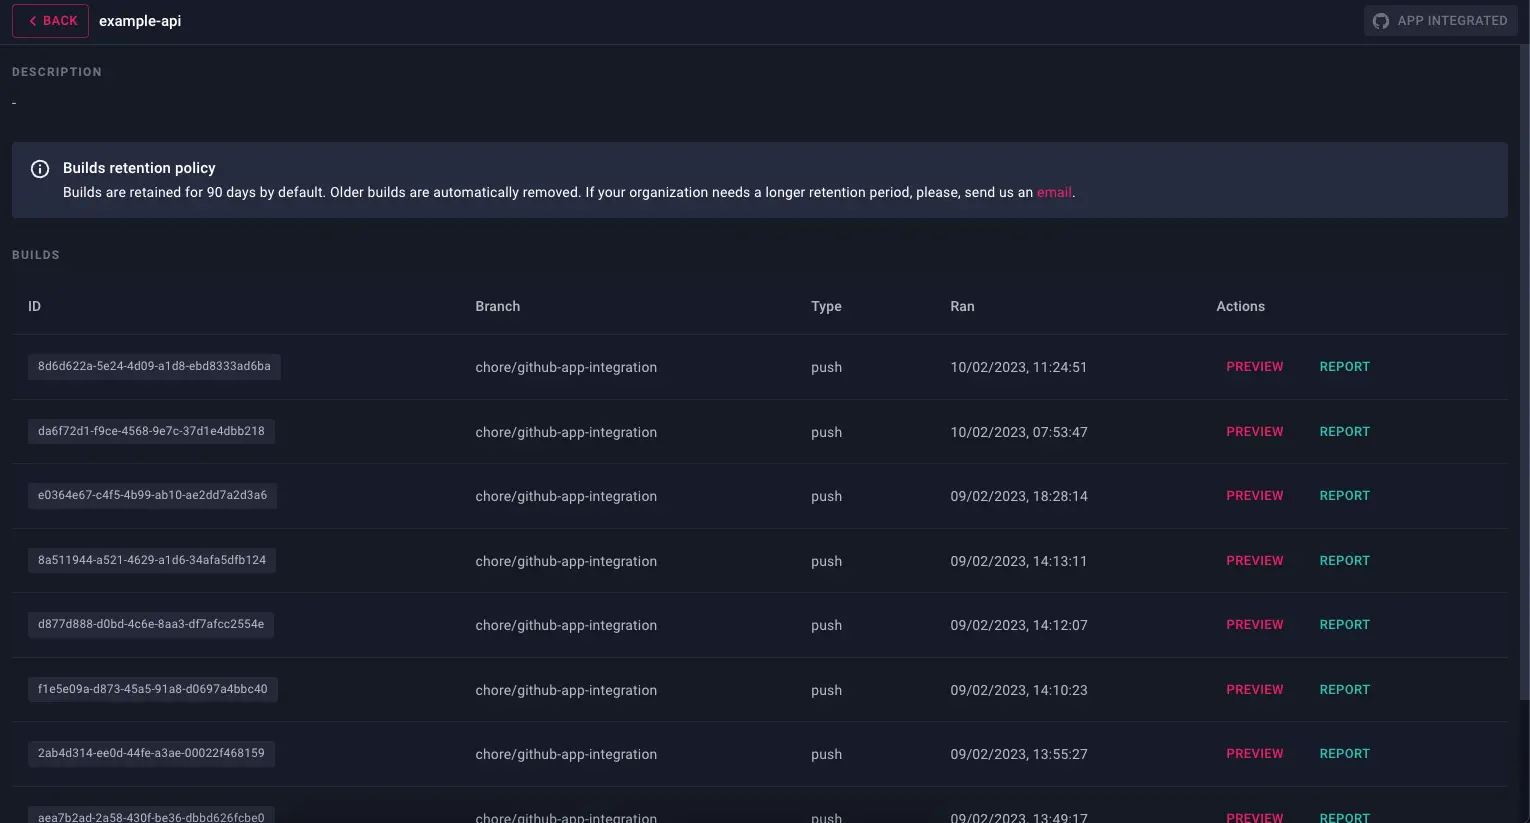 BACK example-api APP INTEGRATED
DESCRIPTION
-
Builds retention policy
Builds are retained for 90 days by default. Older builds are automatically removed. If your organization needs a longer retention period, please, send us an email.
BUILDS
ID Branch Type Ran Actions
8d6d622a-5e24-4d09-a1d8-ebd8333ad6ba chore/github-app-integration push 10/02/2023, 11:24:51 PREVIEW REPORT
da6f72d1-f9ce-4568-9e7c-37d1e4dbb218 chore/github-app-integration push 10/02/2023, 07:53:47 PREVIEW REPORT
e0364e67-c4f5-4b99-ab10-ae2dd7a2d3a6 chore/github-app-integration push 09/02/2023, 18:28:14 PREVIEW REPORT
8a511944-a521-4629-a1d6-34afa5dfb124 chore/github-app-integration push 09/02/2023, 14:13:11 PREVIEW REPORT
d877d888-d0bd-4c6e-8aa3-df7afcc2554e chore/github-app-integration push 09/02/2023, 14:12:07 PREVIEW REPORT
f1e5e09a-d873-45a5-91a8-d0697a4bbc40 chore/github-app-integration push 09/02/2023, 14:10:23 PREVIEW REPORT
2ab4d314-ee0d-44fe-a3ae-00022f468159 chore/github-app-integration push 09/02/2023, 13:55:27 PREVIEW REPORT
aea7b2ad-2a58-430f-be36-dbbd626fcbe0 chore/github-app-integration push 09/02/2023, 13:49:17 PREVIEW REPORT